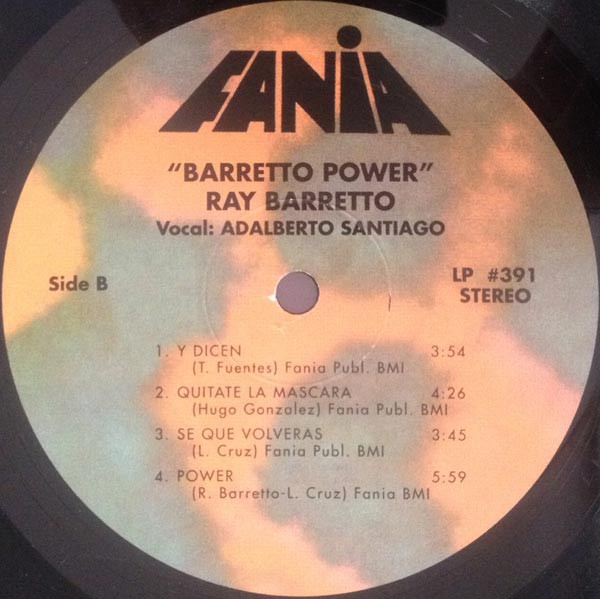 FANIA
"BARRETTO POWER"
RAY BARRETTO
Vocal: ADALBERTO SANTIAGO
Side B
LP #391
STEREO
1. Y DICEN 3:54
(T. Fuentes) Fania Publ. BMI
2. QUITATE LA MASCARA 4:26
(Hugo Gonzalez) Fania Publ. BMI
3. SE QUE VOLVERAS 3:45
(L. Cruz) Fania Publ. BMI
4. POWER 5:59
(R. Barretto-L. Cruz) Fania BMI